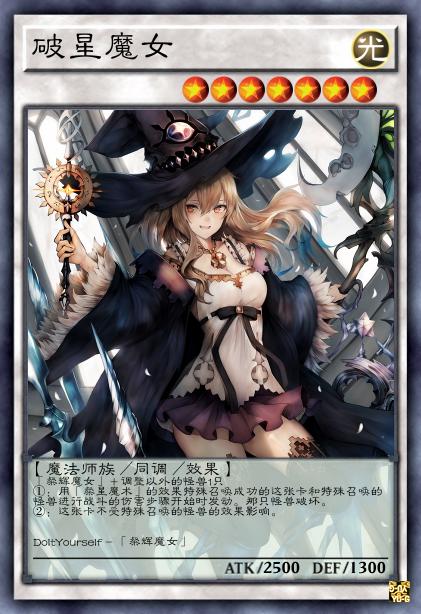 破星魔女
光
【魔法师族／同调／效果】
「黎辉魔女」＋调整以外的怪兽1只
①：用「黎星魔术」的效果特殊召唤成功的这张卡和特殊召唤的
怪兽进行战斗的伤害步骤开始时发动。那只怪兽破坏。
②：这张卡不受特殊召唤的怪兽的效果影响。
DoItYourself-「黎辉魔女」
ATK/2500 DEF/1300